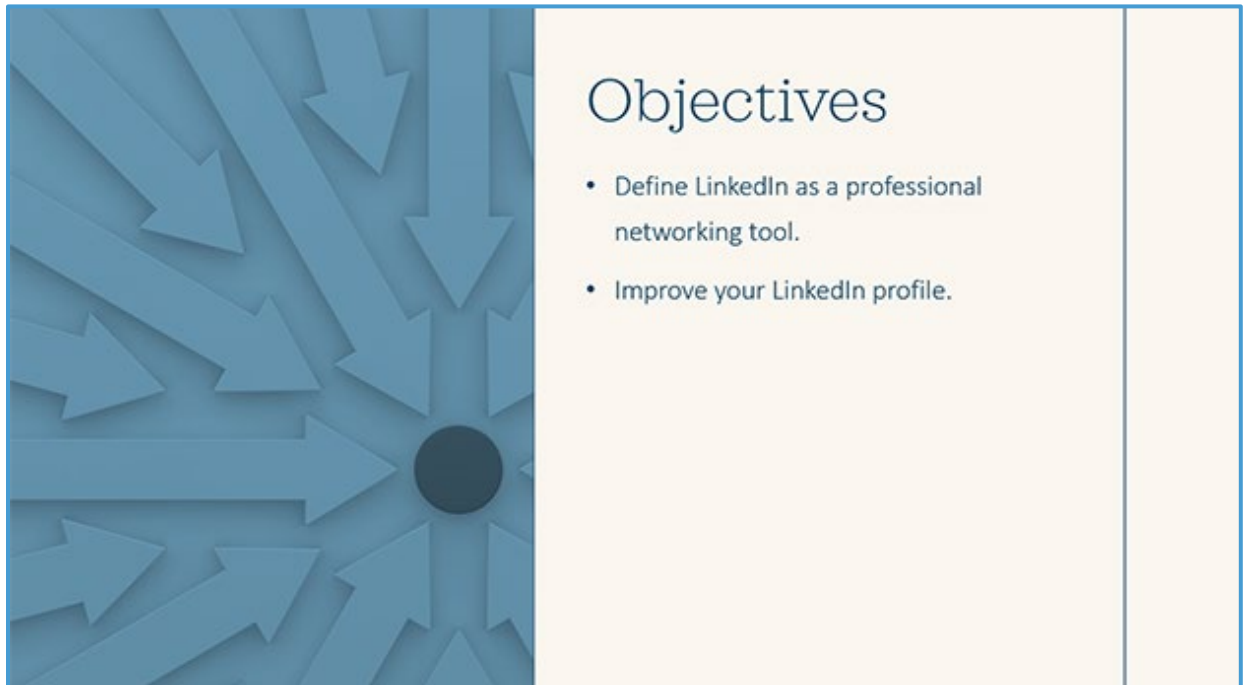 Objectives
• Define LinkedIn as a professional
networking tool.
• Improve your LinkedIn profile.